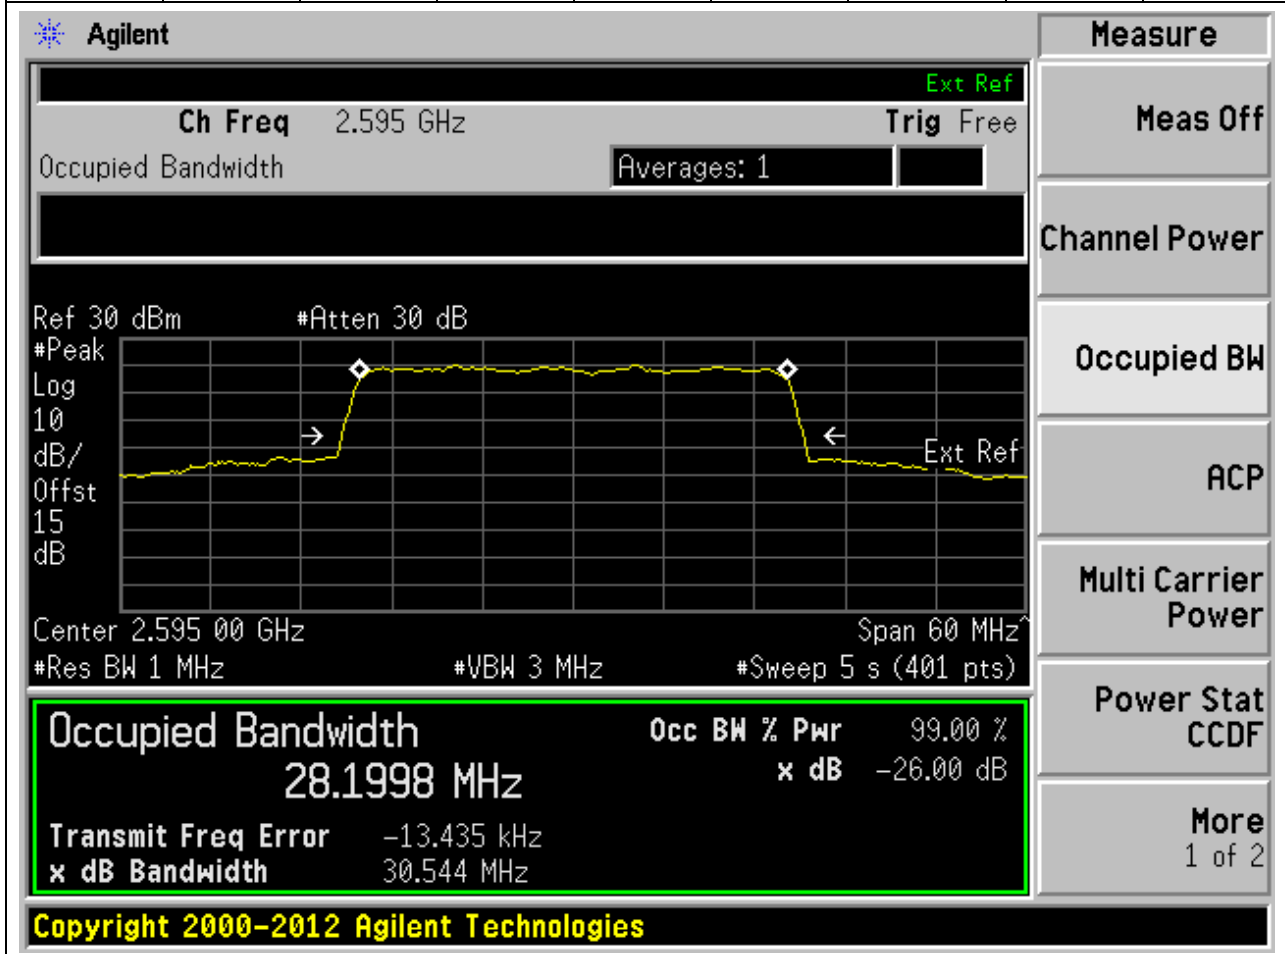 Agilent
Measure
Ext Ref
Ch Freq 2.595 GHz Trig Free
Meas Off
Occupied Bandwidth Averages: 1
Channel Power
Ref 30 dBm #Atten 30 dB
#Peak
Log
10
dB/
Offst
15
dB
Ext Ref
Occupied BW
ACP
Center 2.595 00 GHz Span 60 MHz^
#Res BW 1 MHz #VBW 3 MHz #Sweep 5 s (401 pts)
Multi Carrier
Power
Occupied Bandwidth Occ BW % Pwr 99.00 %
28.1998 MHz x dB -26.00 dB
Transmit Freq Error -13.435 kHz
x dB Bandwidth 30.544 MHz
Power Stat
CCDF
More
1 of 2
Copyright 2000-2012 Agilent Technologies